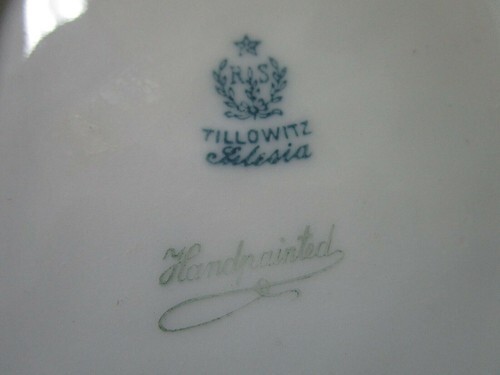 R S
TILLOWITZ
Silesia
Handpainted